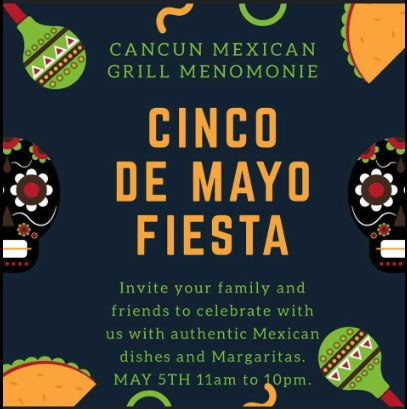 CANCUN MEXICAN
GRILL MENOMONIE
CINCO
DE MAYO
FIESTA
Invite your family and
friends to celebrate with
us with authentic Mexican
dishes and Margaritas.
MAY 5TH 11am to 10pm.